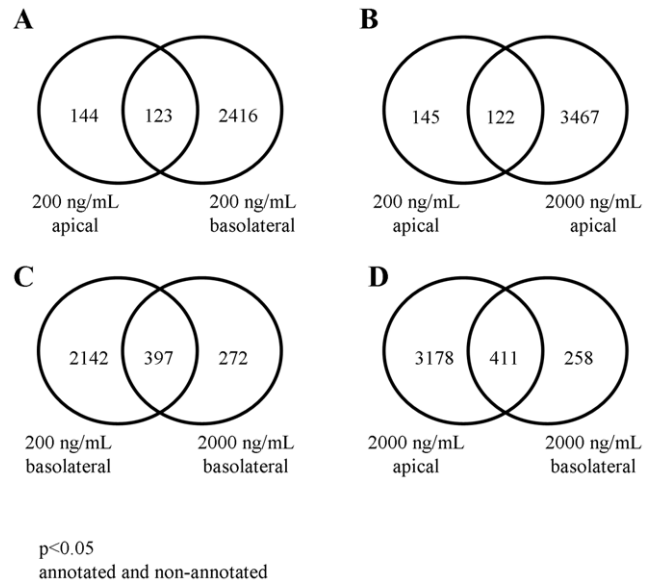 A
B
144 123 2416
145 122 3467
200 ng/mL
apical
200 ng/mL
basolateral
200 ng/mL
apical
2000 ng/mL
apical
C
D
2142 397 272
3178 411 258
200 ng/mL
basolateral
2000 ng/mL
basolateral
2000 ng/mL
apical
2000 ng/mL
basolateral
p<0.05
annotated and non-annotated